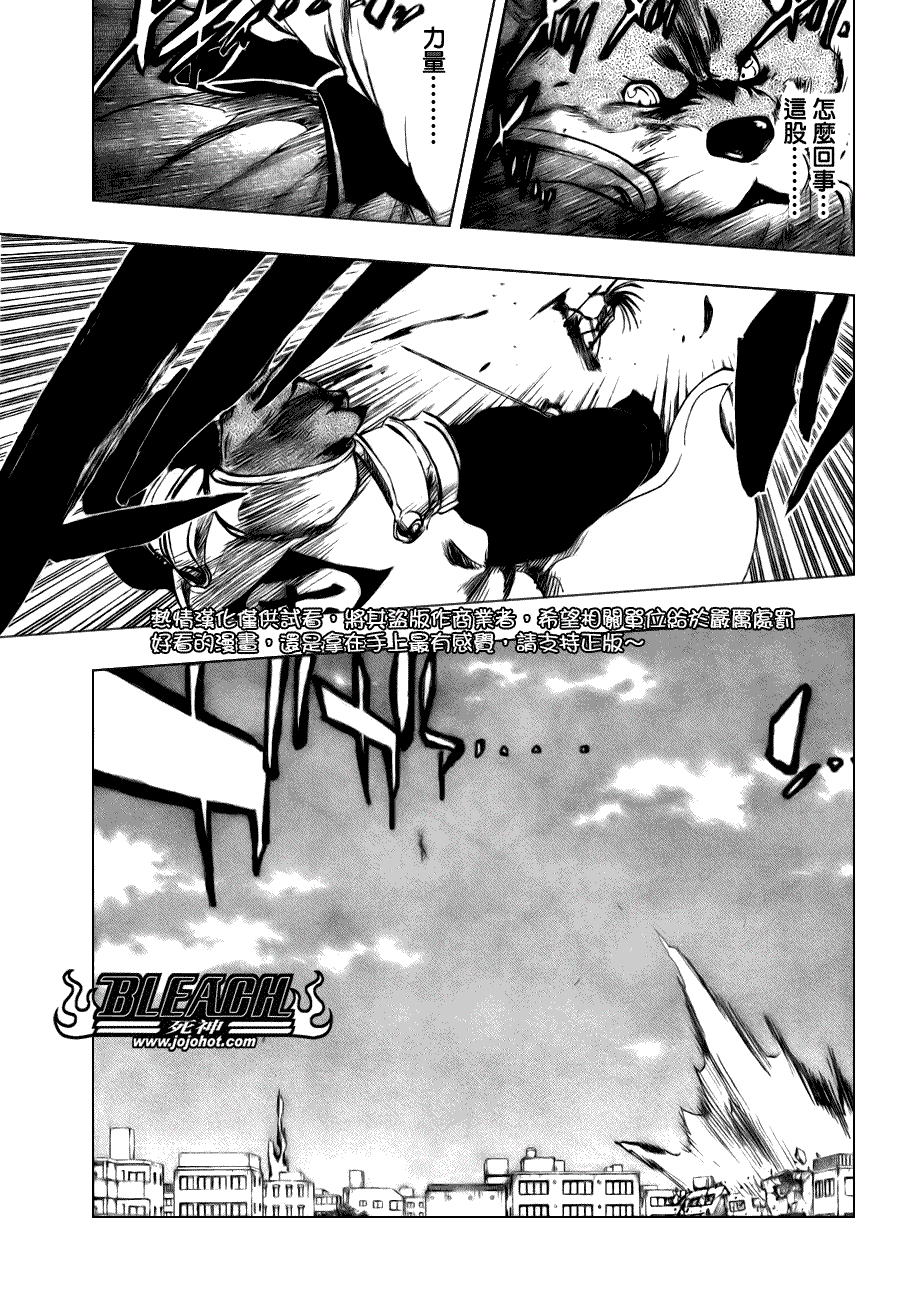 怎麼回事…
這股………
力量………
熱情漢化僅供試看，將其盜版作商業者，希望相關單位給於嚴厲處罰
好看的漫畫，還是拿在手上最有感覺，請支持正版～
BLEACH
死神
www.jojohot.com